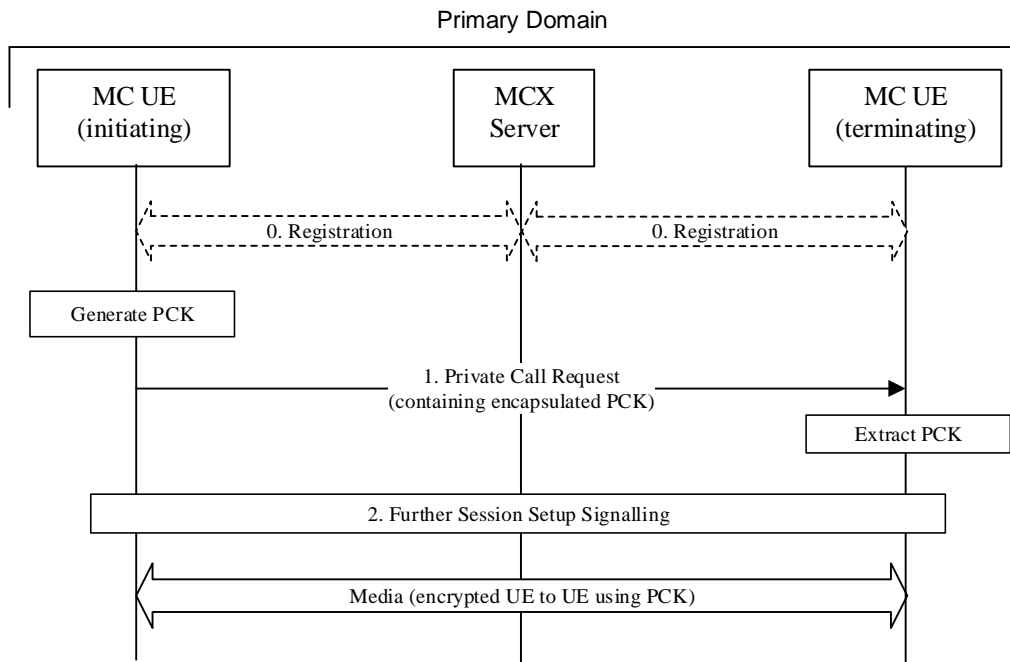 Primary Domain
MC UE
(initiating)
MCX
Server
MC UE
(terminating)
0. Registration
0. Registration
Generate PCK
1. Private Call Request
(containing encapsulated PCK)
Extract PCK
2. Further Session Setup Signalling
Media (encrypted UE to UE using PCK)